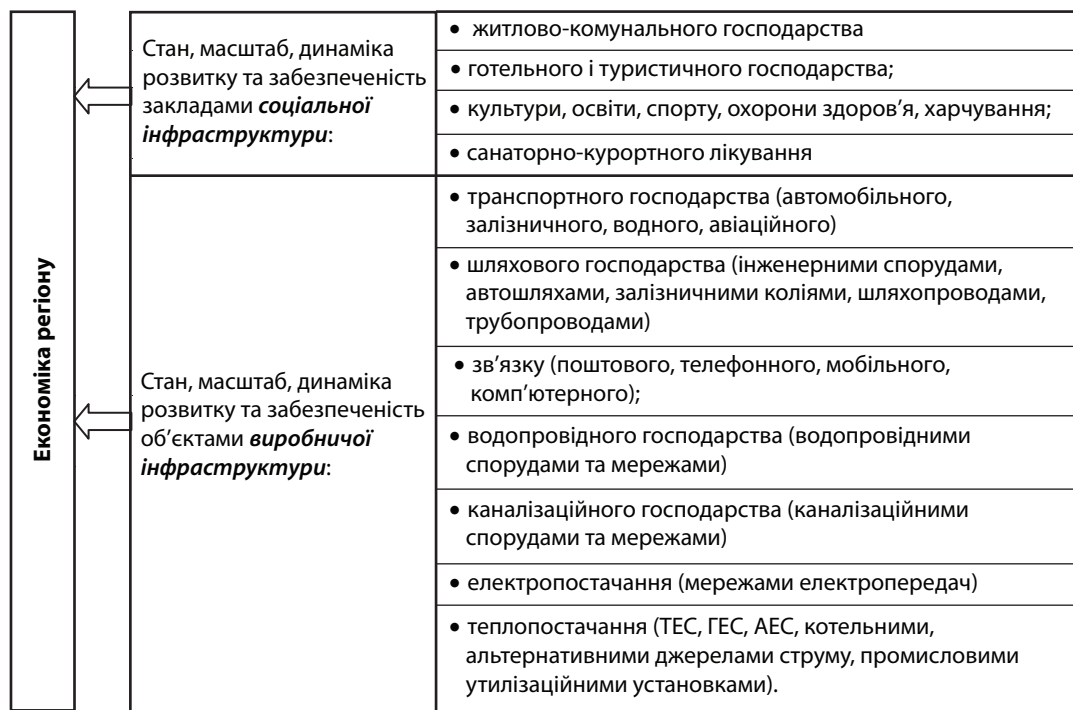 Економіка регіону
Стан, масштаб, динаміка
розвитку та забезпеченість
закладами соціальної
інфраструктури:
• житлово-комунального господарства
• готельного і туристичного господарства;
• культури, освіти, спорту, охорони здоров’я, харчування;
• санаторно-курортного лікування
Стан, масштаб, динаміка
розвитку та забезпеченість
об’єктами виробничої
інфраструктури:
• транспортного господарства (автомобільного,
залізничного, водного, авіаційного)
• шляхового господарства (інженерними спорудами,
автошляхами, залізничними коліями, шляхопроводами,
трубопроводами)
• зв’язку (поштового, телефонного, мобільного,
комп’ютерного);
• водопровідного господарства (водопровідними
спорудами та мережами)
• каналізаційного господарства (каналізаційними
спорудами та мережами)
• електропостачання (мережами електропередач)
• теплопостачання (ТЕС, ГЕС, АЕС, котельними,
альтернативними джерелами струму, промисловими
утилізаційними установками).